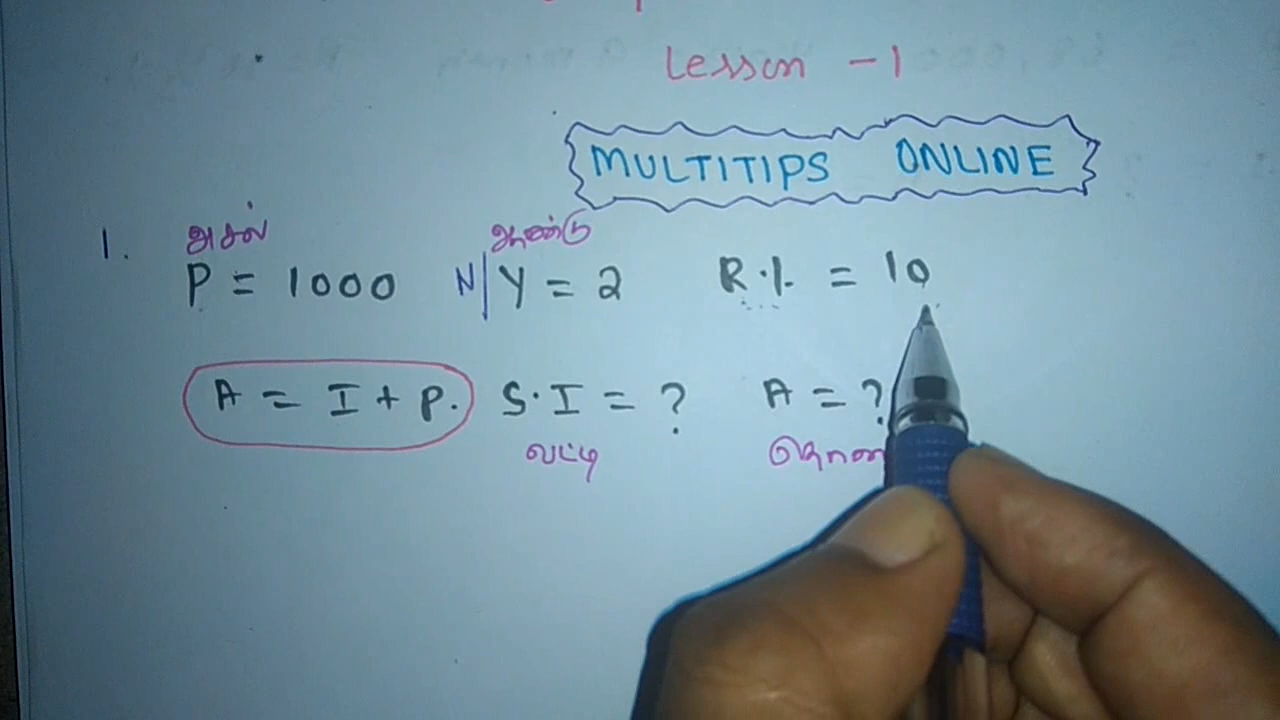 Lesson - 1
MULTITIPS ONLINE
அசல் ஆண்டு
1. P = 1000 N/Y = 2 R.%. = 10
A = I + P. S.I = ? A = ?
வட்டி